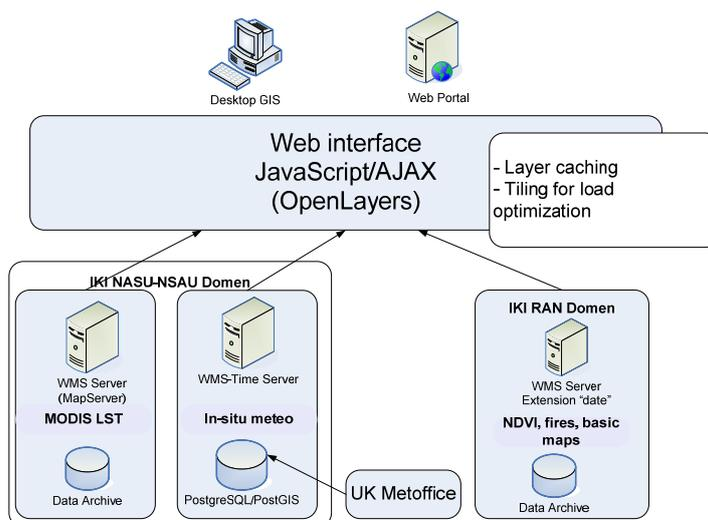 Desktop GIS
Web Portal
Web interface
JavaScript/AJAX
(OpenLayers)
- Layer caching
- Tiling for load
optimization
IKI NASU-NSAU Domen
WMS Server
(MapServer)
MODIS LST
Data Archive
WMS-Time Server
In-situ meteo
PostgreSQL/PostGIS
UK Metoffice
IKI RAN Domen
WMS Server
Extension “date”
NDVI, fires, basic
maps
Data Archive